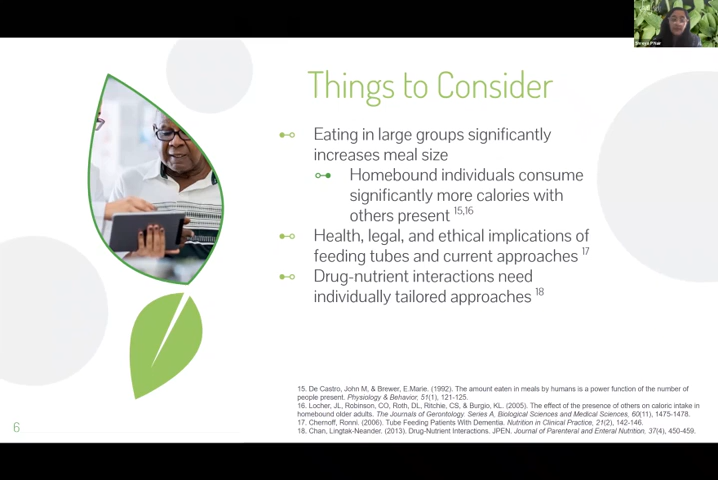 Things to Consider
Eating in large groups significantly
increases meal size
Homebound individuals consume
significantly more calories with
others present 15,16
Health, legal, and ethical implications of
feeding tubes and current approaches 17
Drug-nutrient interactions need
individually tailored approaches 18
15. De Castro, John M, & Brewer, E.Marie. (1992). The amount eaten in meals by humans is a power function of the number of
people present. Physiology & Behavior, 51(1), 121-125.
16. Locher, JL, Robinson, CO, Roth, DL, Ritchie, CS, & Burgio, KL. (2005). The effect of the presence of others on caloric intake in
homebound older adults. The Journals of Gerontology. Series A, Biological Sciences and Medical Sciences, 60(11), 1475-1478.
17. Chernoff, Ronni. (2006). Tube Feeding Patients With Dementia. Nutrition in Clinical Practice, 21(2), 142-146.
18. Chan, Lingtak-Neander. (2013). Drug-Nutrient Interactions. JPEN. Journal of Parenteral and Enteral Nutrition, 37(4), 450-459.
6